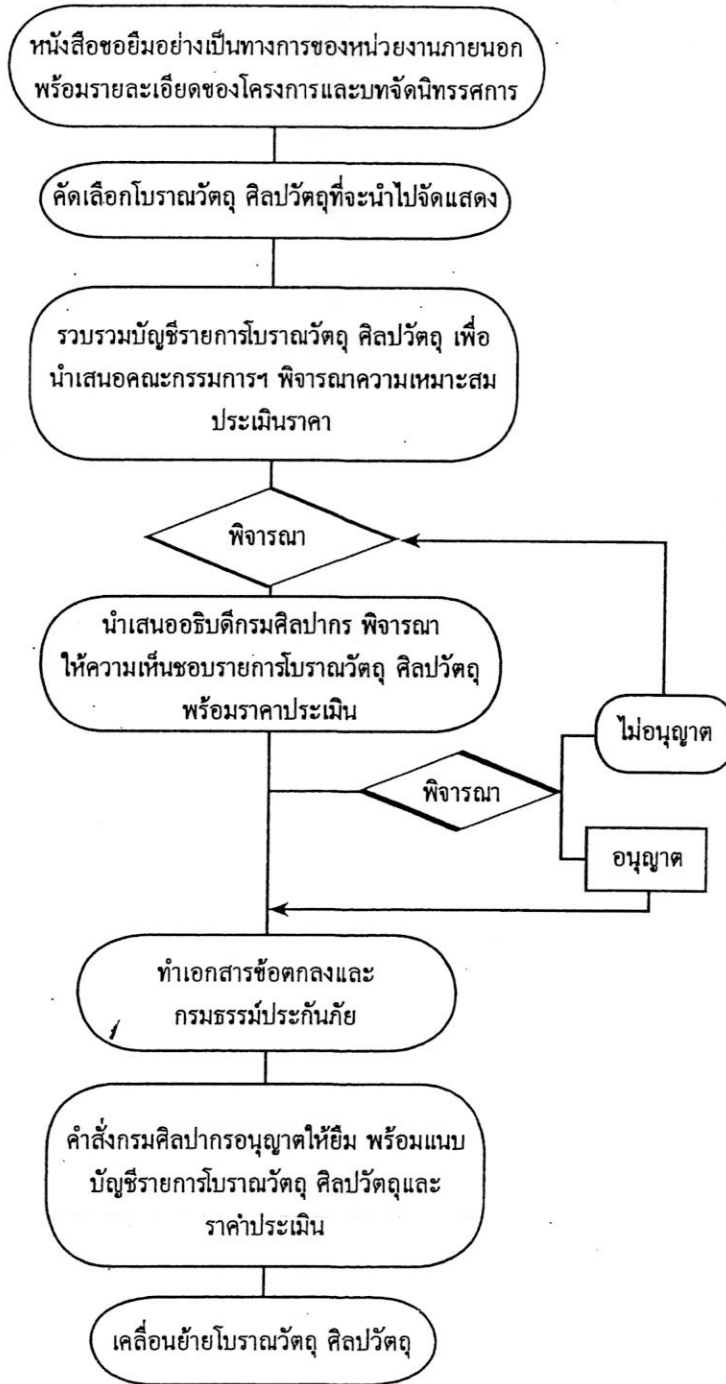 หนังสือขอยืมอย่างเป็นทางการของหน่วยงานภายนอก
พร้อมรายละเอียดของโครงการและบทจัดนิทรรศการ
คัดเลือกโบราณวัตถุ ศิลปวัตถุที่จะนำไปจัดแสดง
รวบรวมบัญชีรายการโบราณวัตถุ ศิลปวัตถุ เพื่อ
นำเสนอคณะกรรมการฯ พิจารณาความเหมาะสม
ประเมินราคา
พิจารณา
นำเสนออธิบดีกรมศิลปากร พิจารณา
ให้ความเห็นชอบรายการโบราณวัตถุ ศิลปวัตถุ
พร้อมราคาประเมิน
ไม่อนุญาต
พิจารณา
อนุญาต
ทำเอกสารข้อตกลงและ
กรมธรรม์ประกันภัย
คำสั่งกรมศิลปากรอนุญาตให้ยืม พร้อมแนบ
บัญชีรายการโบราณวัตถุ ศิลปวัตถุและ
ราคาประเมิน
เคลื่อนย้ายโบราณวัตถุ ศิลปวัตถุ